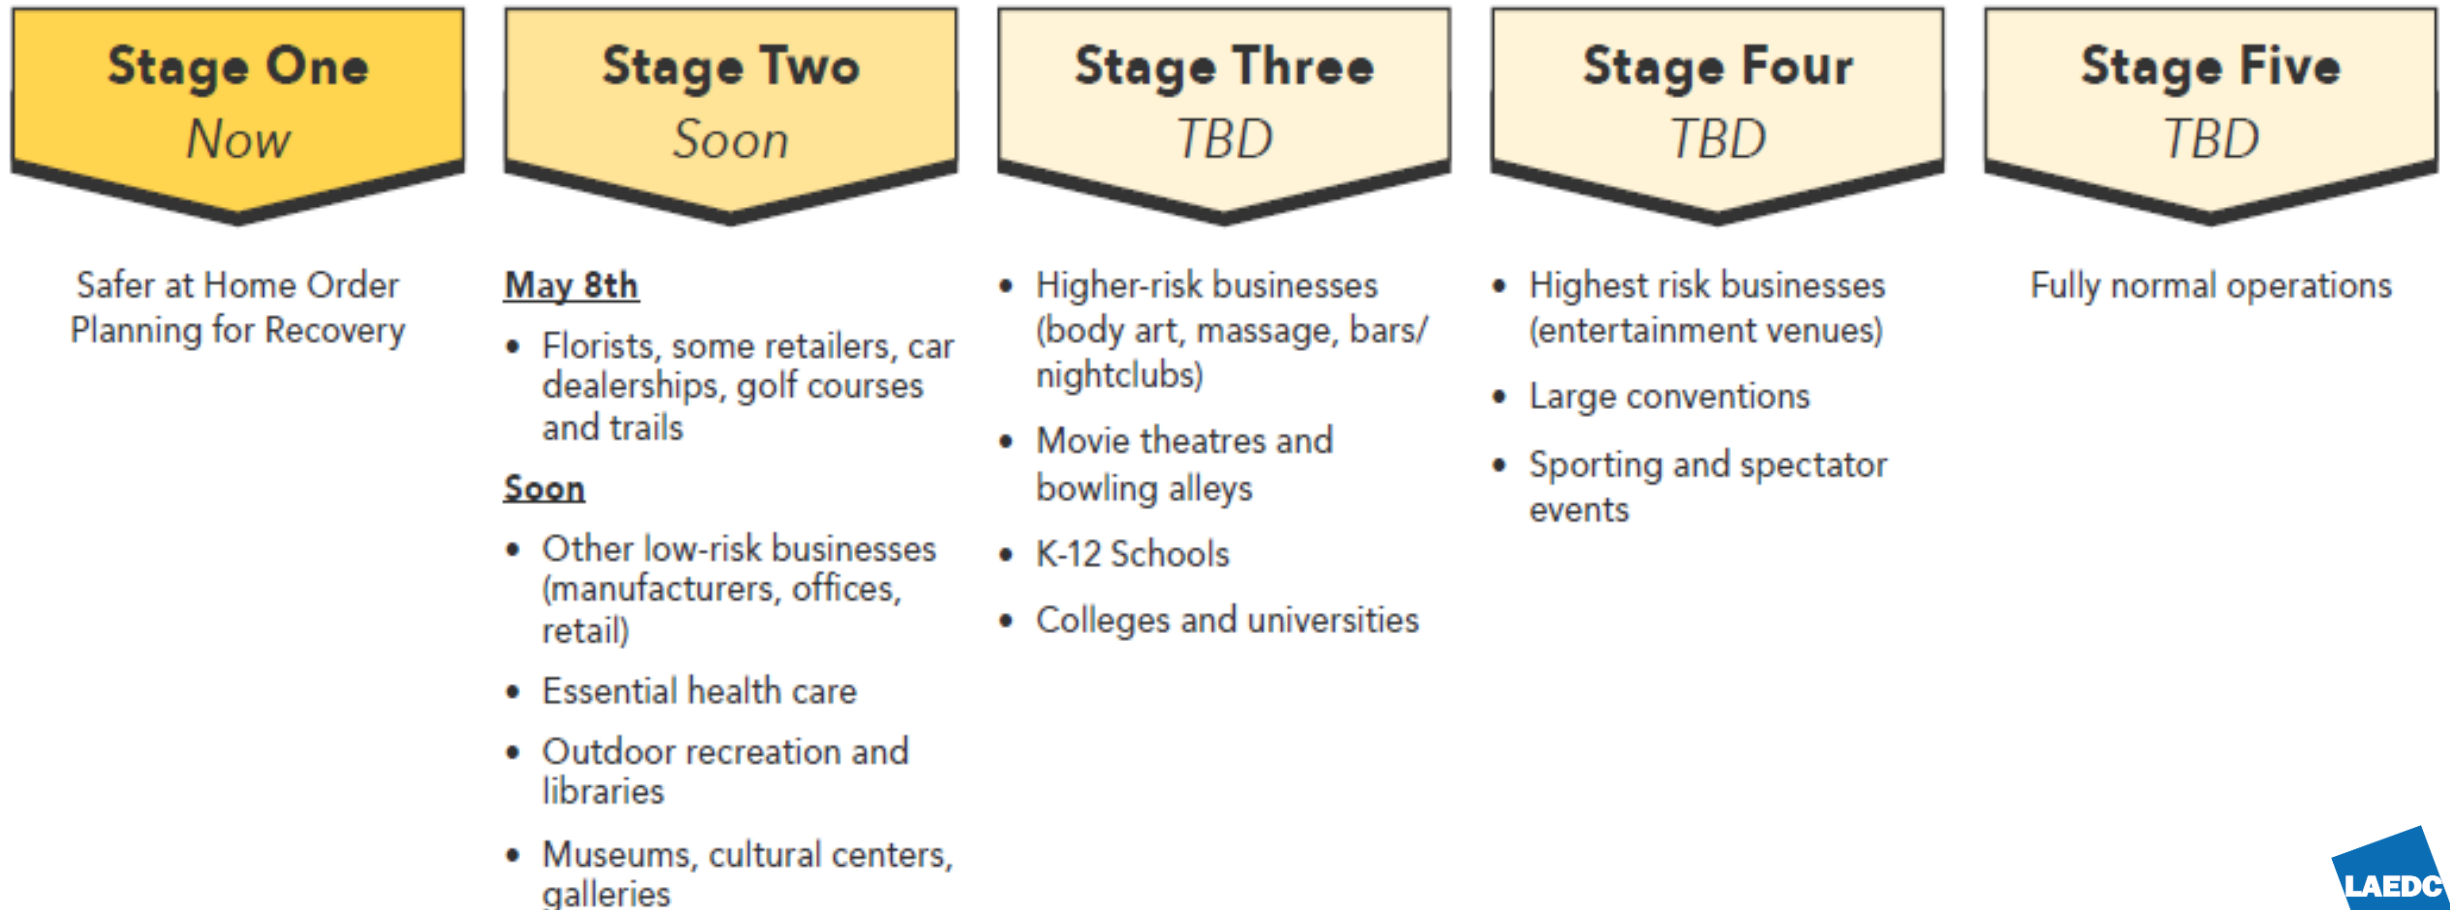 Stage One
Now
Safer at Home Order
Planning for Recovery
Stage Two
Soon
May 8th
• Florists, some retailers, car
dealerships, golf courses
and trails
Soon
• Other low-risk businesses
(manufacturers, offices,
retail)
• Essential health care
• Outdoor recreation and
libraries
• Museums, cultural centers,
galleries
Stage Three
TBD
• Higher-risk businesses
(body art, massage, bars/
nightclubs)
• Movie theatres and
bowling alleys
• K-12 Schools
• Colleges and universities
Stage Four
TBD
• Highest risk businesses
(entertainment venues)
• Large conventions
• Sporting and spectator
events
Stage Five
TBD
Fully normal operations
LAEDC